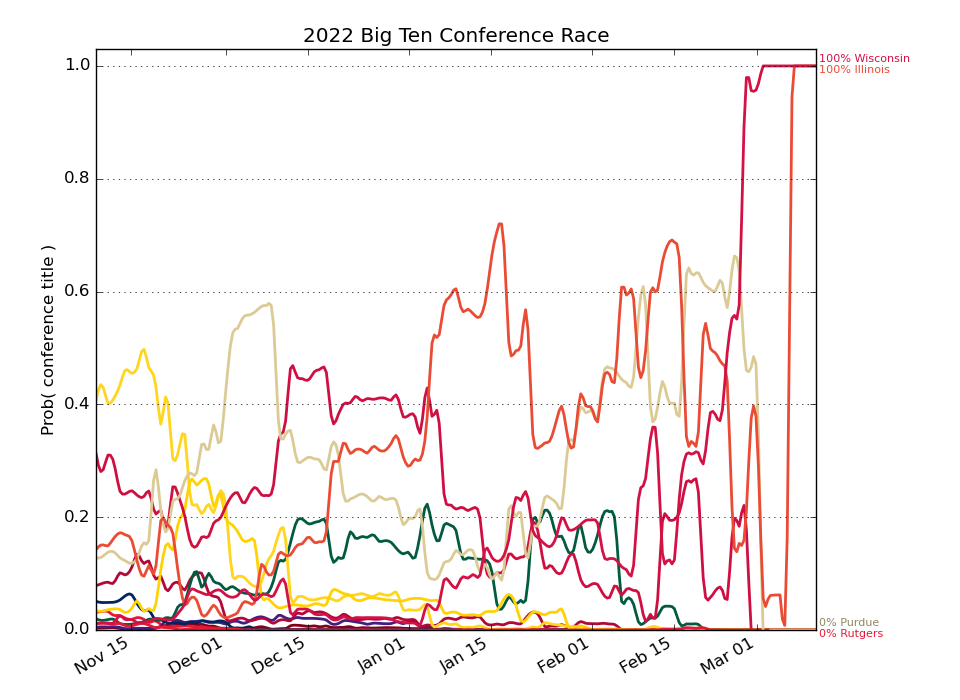 2022 Big Ten Conference Race
Prob( conference title )
1.0
0.8
0.6
0.4
0.2
0.0
Nov 15
Dec 01
Dec 15
Jan 01
Jan 15
Feb 01
Feb 15
Mar 01
100% Wisconsin
100% Illinois
0% Purdue
0% Rutgers